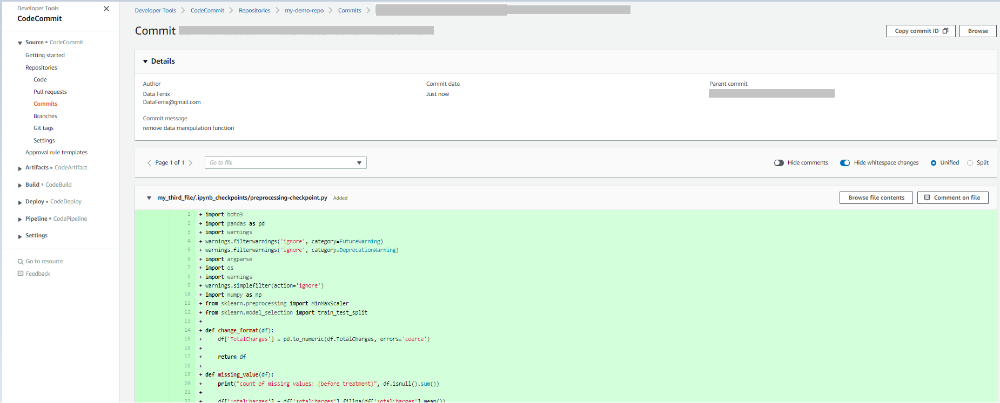 Developer Tools
CodeCommit
Source • CodeCommit
Getting started
Repositories
Code
Pull requests
Commits
Branches
Git tags
Settings
Approval rule templates
Artifacts • CodeArtifact
Build • CodeBuild
Deploy • CodeDeploy
Pipeline • CodePipeline
Settings
Go to resource
Feedback
Developer Tools > CodeCommit > Repositories > my-demo-repo > Commits >
Commit
Copy commit ID
Browse
Details
Author
Data Fenix
DataFenix@gmail.com
Commit date
Just now
Parent commit
Commit message
remove data manipulation function
Page 1 of 1
Go to file
Hide comments
Hide whitespace changes
Unified
Split
my_third_file/.ipynb_checkpoints/preprocessing-checkpoint.py Added
Browse file contents
Comment on file
1 + import boto3
2 + import pandas as pd
3 + import warnings
4 + warnings.filterwarnings('ignore', category=FutureWarning)
5 + warnings.filterwarnings('ignore', category=DeprecationWarning)
6 + import argparse
7 + import os
8 + import warnings
9 + warnings.simplefilter(action='ignore')
10 + import numpy as np
11 + from sklearn.preprocessing import MinMaxScaler
12 + from sklearn.model_selection import train_test_split
13 +
14 + def change_format(df):
15 + df['TotalCharges'] = pd.to_numeric(df.TotalCharges, errors='coerce')
16 +
17 + return df
18 +
19 + def missing_value(df):
20 + print("count of missing values: (before treatment)", df.isnull().sum())
21 +
22 + df['TotalCharges'] = df['TotalCharges'].fillna(df['TotalCharges'].mean())